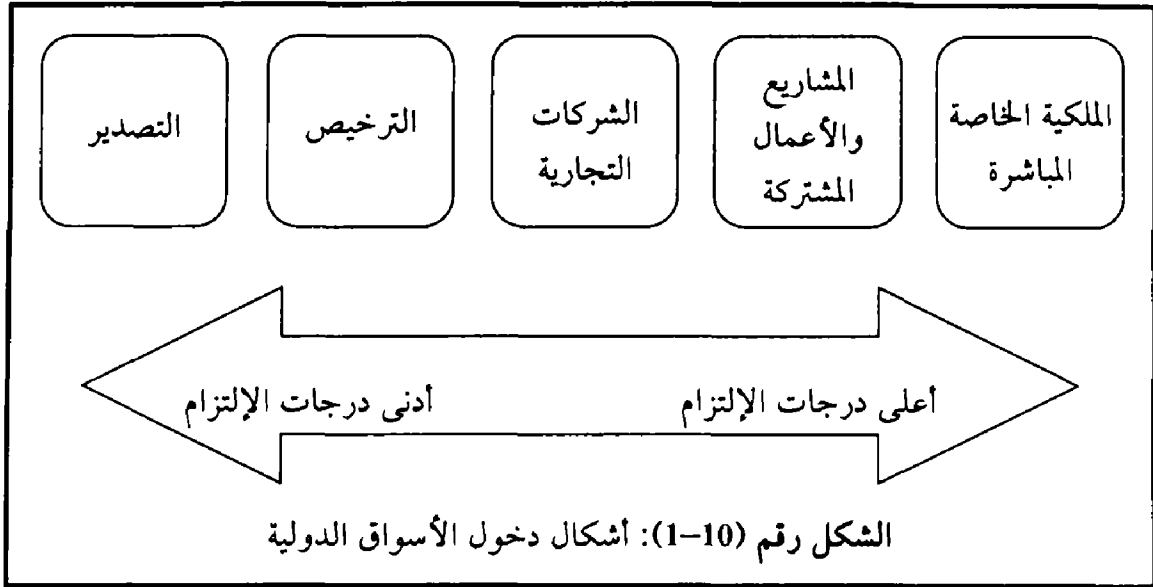 الملكية الخاصة
المباشرة
المشاريع
والأعمال
المشتركة
الشركات
التجارية
الترخيص
التصدير
أعلى درجات الإلتزام
أدنى درجات الإلتزام
الشكل رقم (10–1): أشكال دخول الأسواق الدولية